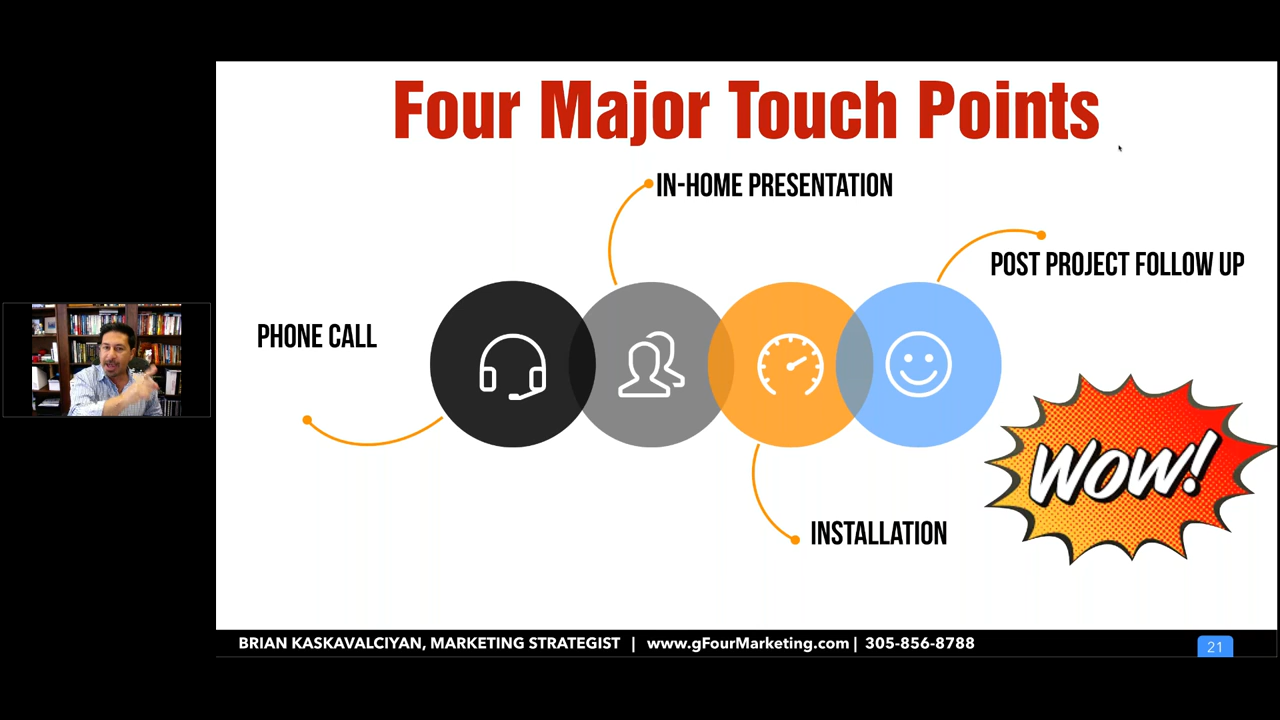 Four Major Touch Points
IN-HOME PRESENTATION
POST PROJECT FOLLOW UP
PHONE CALL
WOW!
INSTALLATION
BRIAN KASKAVALCIYAN, MARKETING STRATEGIST | www.gFourMarketing.com | 305-856-8788
21